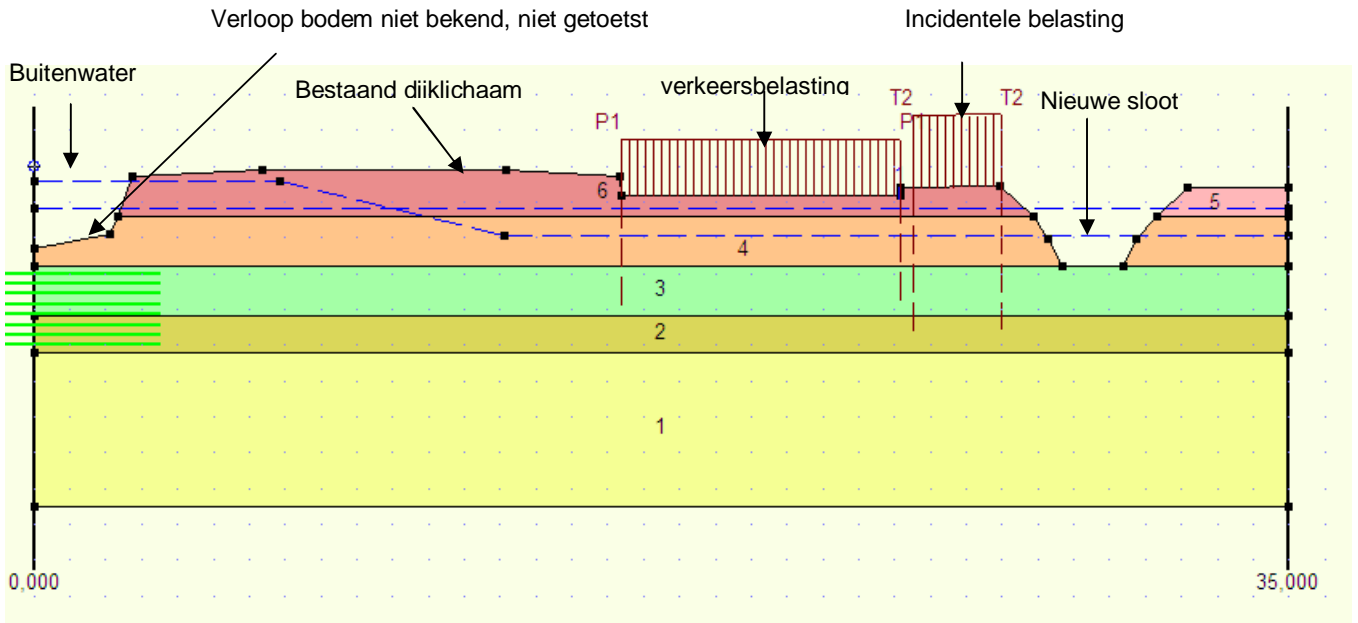 Verloop bodem niet bekend, niet getoetst
Incidentele belasting
Buitenwater
Bestaand dijklichaam
verkeersbelasting
T2
T2
Nieuwe sloot
P1
P1
6
5
4
3
2
1
0,000
35,000